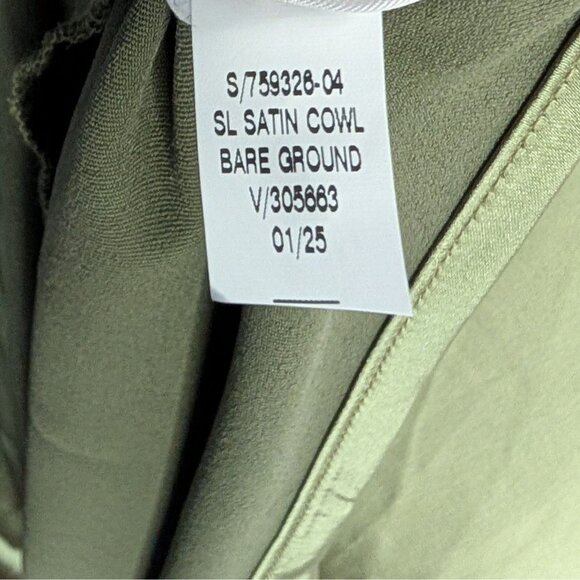 S/759326-04
SL SATIN COWL
BARE GROUND
V/305663
01/25